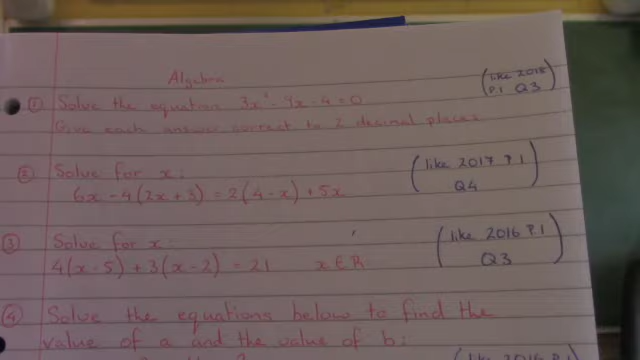 Algebra
(like 2018
P.1 Q3)
① Solve the equation 3x² - 4x - 4 = 0
Give each answer correct to 2 desimal places
② Solve for x:
(like 2017 P.1
Q4)
6x - 4(2x + 3) = 2(4 - x) + 5x
③ Solve for x:
(like 2016 P.1
Q3)
4(x - 5) + 3(x - 2) = 21 x ∈ R
④ Solve the equations below to find the
value of a and the value of b: